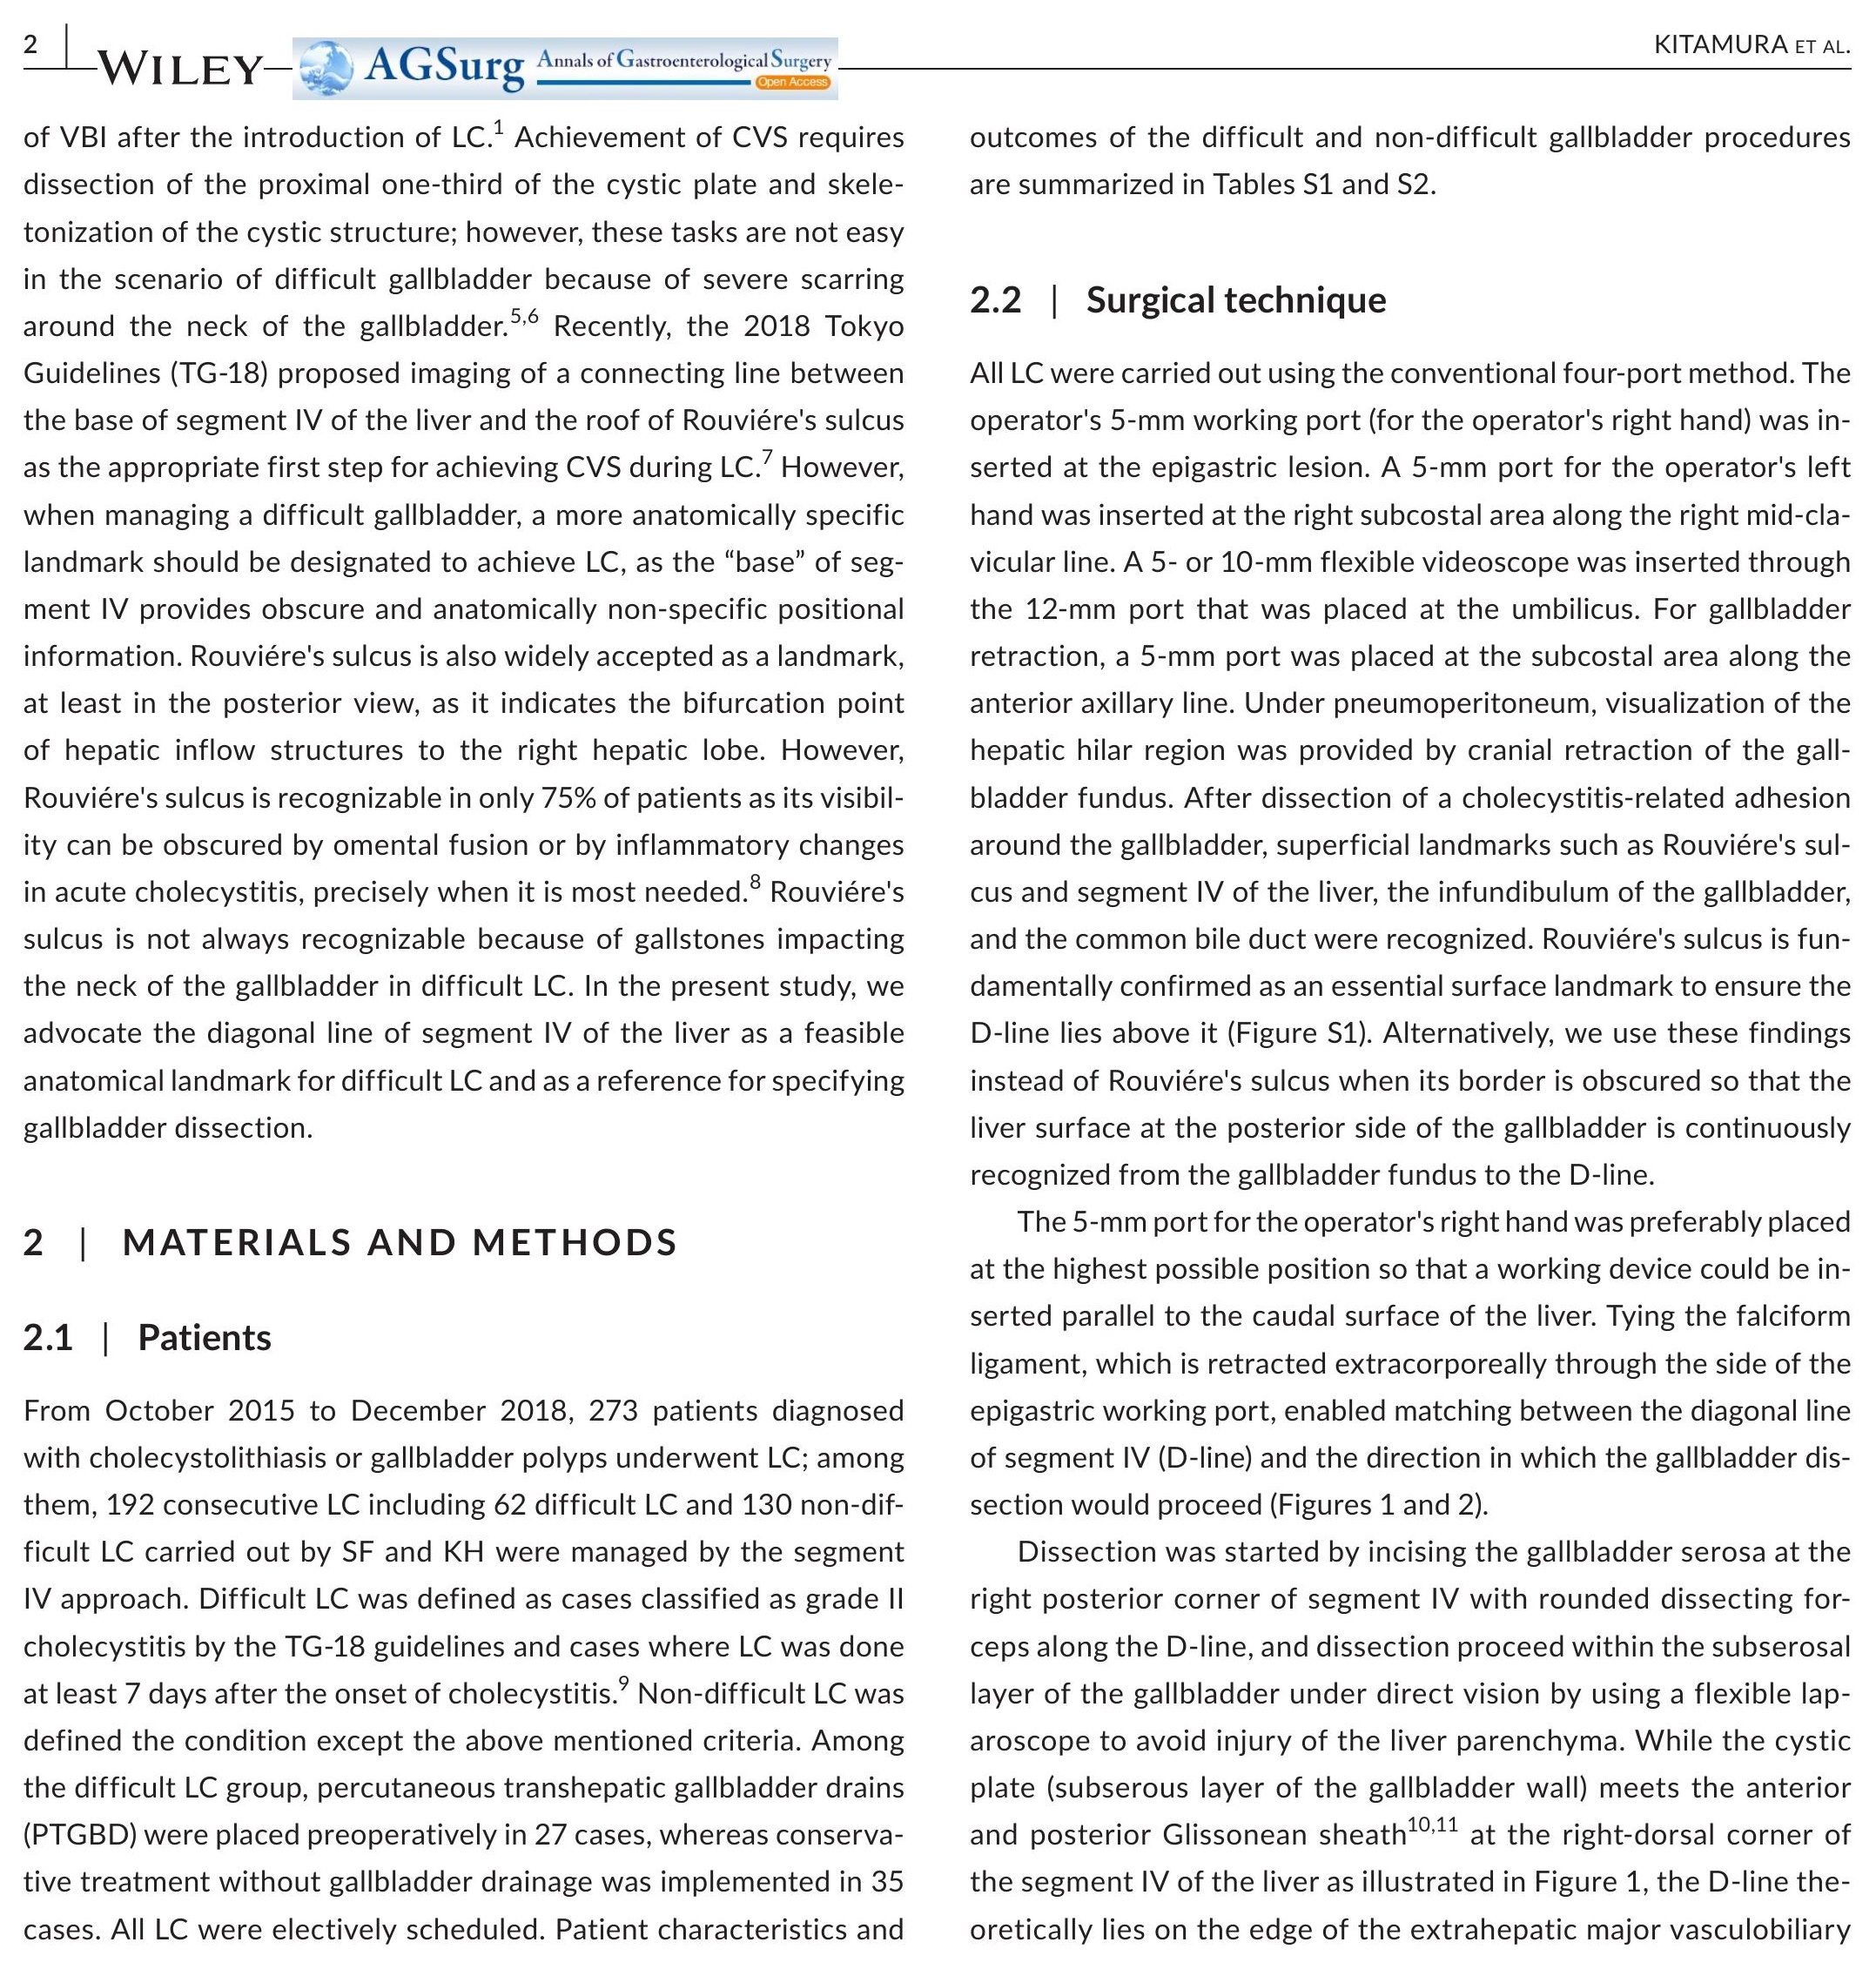 2
WILEY
AGSurg Annals of Gastroenterological Surgery
Open Access
KITAMURA ET AL.
of VBI after the introduction of LC.1 Achievement of CVS requires
dissection of the proximal one-third of the cystic plate and skele-
tonization of the cystic structure; however, these tasks are not easy
in the scenario of difficult gallbladder because of severe scarring
around the neck of the gallbladder.5,6 Recently, the 2018 Tokyo
Guidelines (TG-18) proposed imaging of a connecting line between
the base of segment IV of the liver and the roof of Rouviére's sulcus
as the appropriate first step for achieving CVS during LC.7 However,
when managing a difficult gallbladder, a more anatomically specific
landmark should be designated to achieve LC, as the “base” of seg-
ment IV provides obscure and anatomically non-specific positional
information. Rouviére's sulcus is also widely accepted as a landmark,
at least in the posterior view, as it indicates the bifurcation point
of hepatic inflow structures to the right hepatic lobe. However,
Rouviére's sulcus is recognizable in only 75% of patients as its visibil-
ity can be obscured by omental fusion or by inflammatory changes
in acute cholecystitis, precisely when it is most needed.8 Rouviére's
sulcus is not always recognizable because of gallstones impacting
the neck of the gallbladder in difficult LC. In the present study, we
advocate the diagonal line of segment IV of the liver as a feasible
anatomical landmark for difficult LC and as a reference for specifying
gallbladder dissection.
2 | MATERIALS AND METHODS
2.1 | Patients
From October 2015 to December 2018, 273 patients diagnosed
with cholecystolithiasis or gallbladder polyps underwent LC; among
them, 192 consecutive LC including 62 difficult LC and 130 non-dif-
ficult LC carried out by SF and KH were managed by the segment
IV approach. Difficult LC was defined as cases classified as grade II
cholecystitis by the TG-18 guidelines and cases where LC was done
at least 7 days after the onset of cholecystitis.9 Non-difficult LC was
defined the condition except the above mentioned criteria. Among
the difficult LC group, percutaneous transhepatic gallbladder drains
(PTGBD) were placed preoperatively in 27 cases, whereas conserva-
tive treatment without gallbladder drainage was implemented in 35
cases. All LC were electively scheduled. Patient characteristics and
outcomes of the difficult and non-difficult gallbladder procedures
are summarized in Tables S1 and S2.
2.2 | Surgical technique
All LC were carried out using the conventional four-port method. The
operator's 5-mm working port (for the operator's right hand) was in-
serted at the epigastric lesion. A 5-mm port for the operator's left
hand was inserted at the right subcostal area along the right mid-cla-
vicular line. A 5- or 10-mm flexible videoscope was inserted through
the 12-mm port that was placed at the umbilicus. For gallbladder
retraction, a 5-mm port was placed at the subcostal area along the
anterior axillary line. Under pneumoperitoneum, visualization of the
hepatic hilar region was provided by cranial retraction of the gall-
bladder fundus. After dissection of a cholecystitis-related adhesion
around the gallbladder, superficial landmarks such as Rouviére's sul-
cus and segment IV of the liver, the infundibulum of the gallbladder,
and the common bile duct were recognized. Rouviére's sulcus is fun-
damentally confirmed as an essential surface landmark to ensure the
D-line lies above it (Figure S1). Alternatively, we use these findings
instead of Rouviére's sulcus when its border is obscured so that the
liver surface at the posterior side of the gallbladder is continuously
recognized from the gallbladder fundus to the D-line.
The 5-mm port for the operator's right hand was preferably placed
at the highest possible position so that a working device could be in-
serted parallel to the caudal surface of the liver. Tying the falciform
ligament, which is retracted extracorporeally through the side of the
epigastric working port, enabled matching between the diagonal line
of segment IV (D-line) and the direction in which the gallbladder dis-
section would proceed (Figures 1 and 2).
Dissection was started by incising the gallbladder serosa at the
right posterior corner of segment IV with rounded dissecting for-
ceps along the D-line, and dissection proceed within the subserosal
layer of the gallbladder under direct vision by using a flexible lap-
aroscope to avoid injury of the liver parenchyma. While the cystic
plate (subserous layer of the gallbladder wall) meets the anterior
and posterior Glissonean sheath10,11 at the right-dorsal corner of
the segment IV of the liver as illustrated in Figure 1, the D-line the-
oretically lies on the edge of the extrahepatic major vasculobiliary